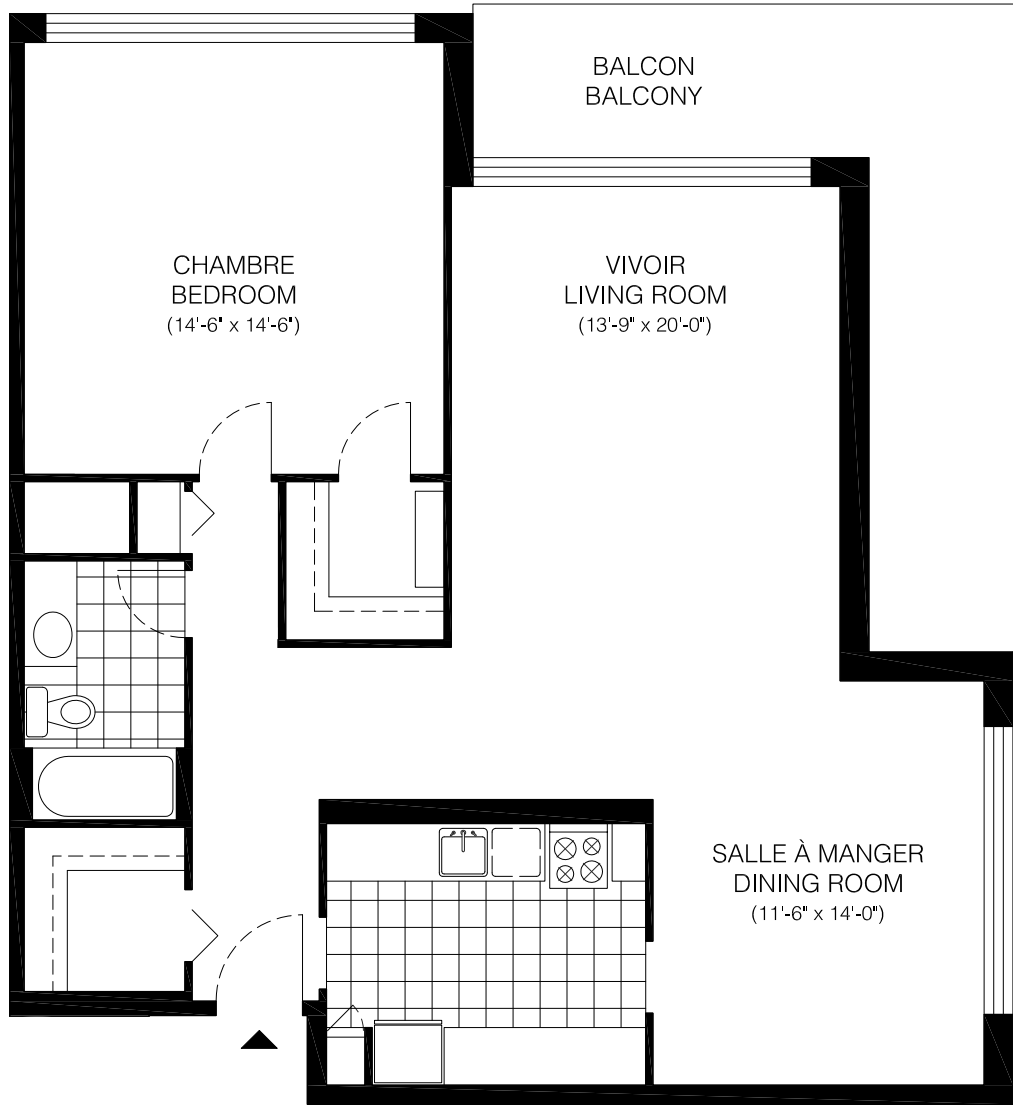 BALCON
BALCONY
CHAMBRE
BEDROOM
(14'-6" x 14'-6")
VIVOIR
LIVING ROOM
(13'-9" x 20'-0")
SALLE À MANGER
DINING ROOM
(11'-6" x 14'-0")